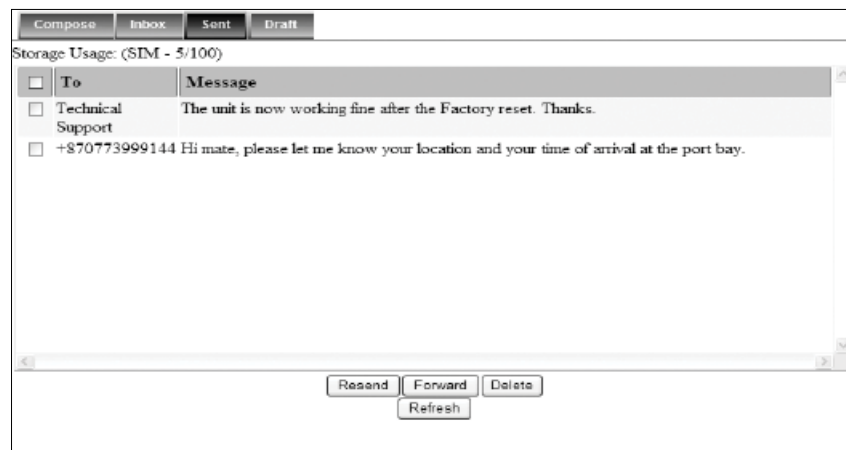 Compose Inbox Sent Draft
Storage Usage: (SIM - 5/100)
To Message
Technical Support The unit is now working fine after the Factory reset. Thanks.
+870773999144 Hi mate, please let me know your location and your time of arrival at the port bay.
Resend Forward Delete
Refresh